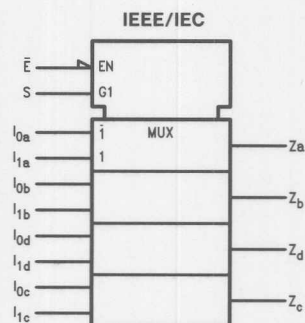 IEEE/IEC
E̅ EN
S G1
I0a 1̅ MUX
I1a 1 Za
I0b
I1b Zb
I0d
I1d Zd
I0c
I1c Zc